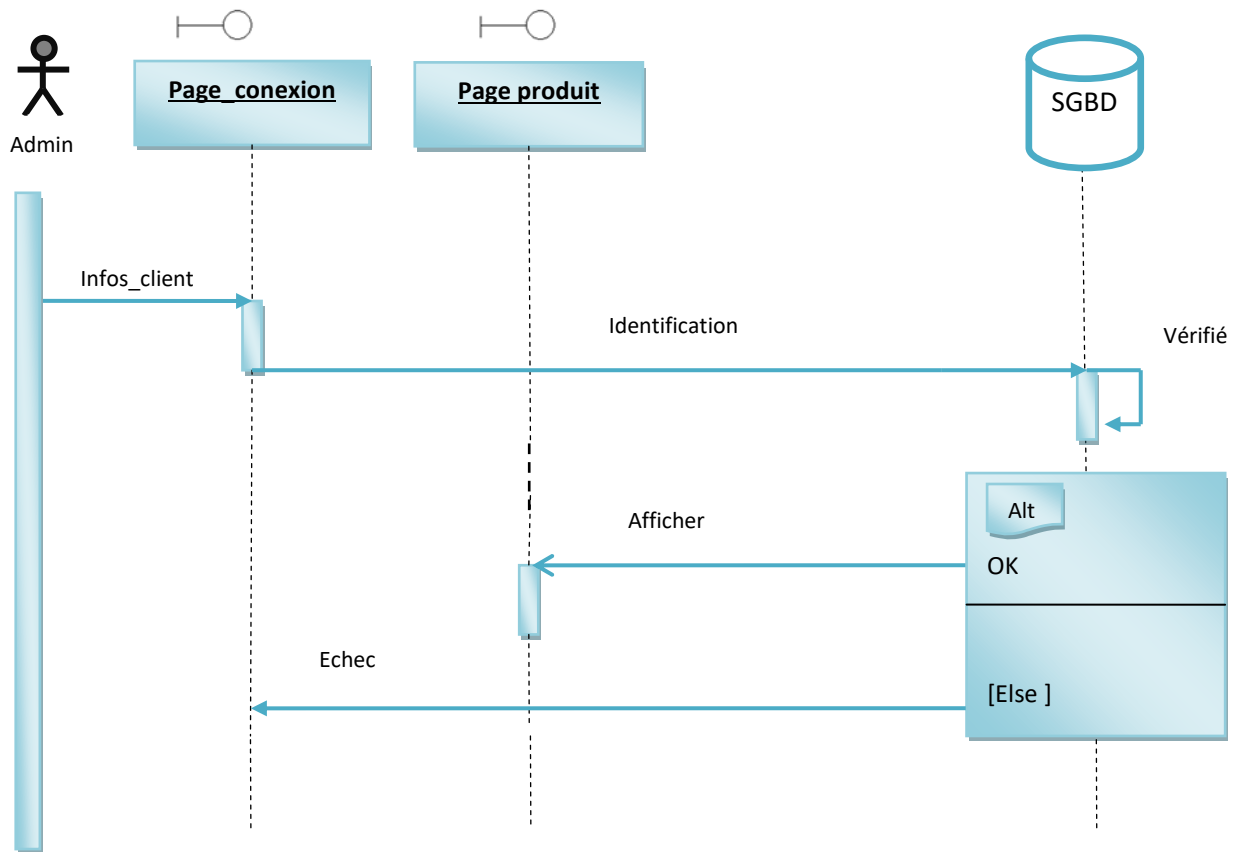 Admin
Page_conexion
Page produit
SGBD
Infos_client
Identification
Vérifié
Alt
Afficher
OK
Echec
[Else ]